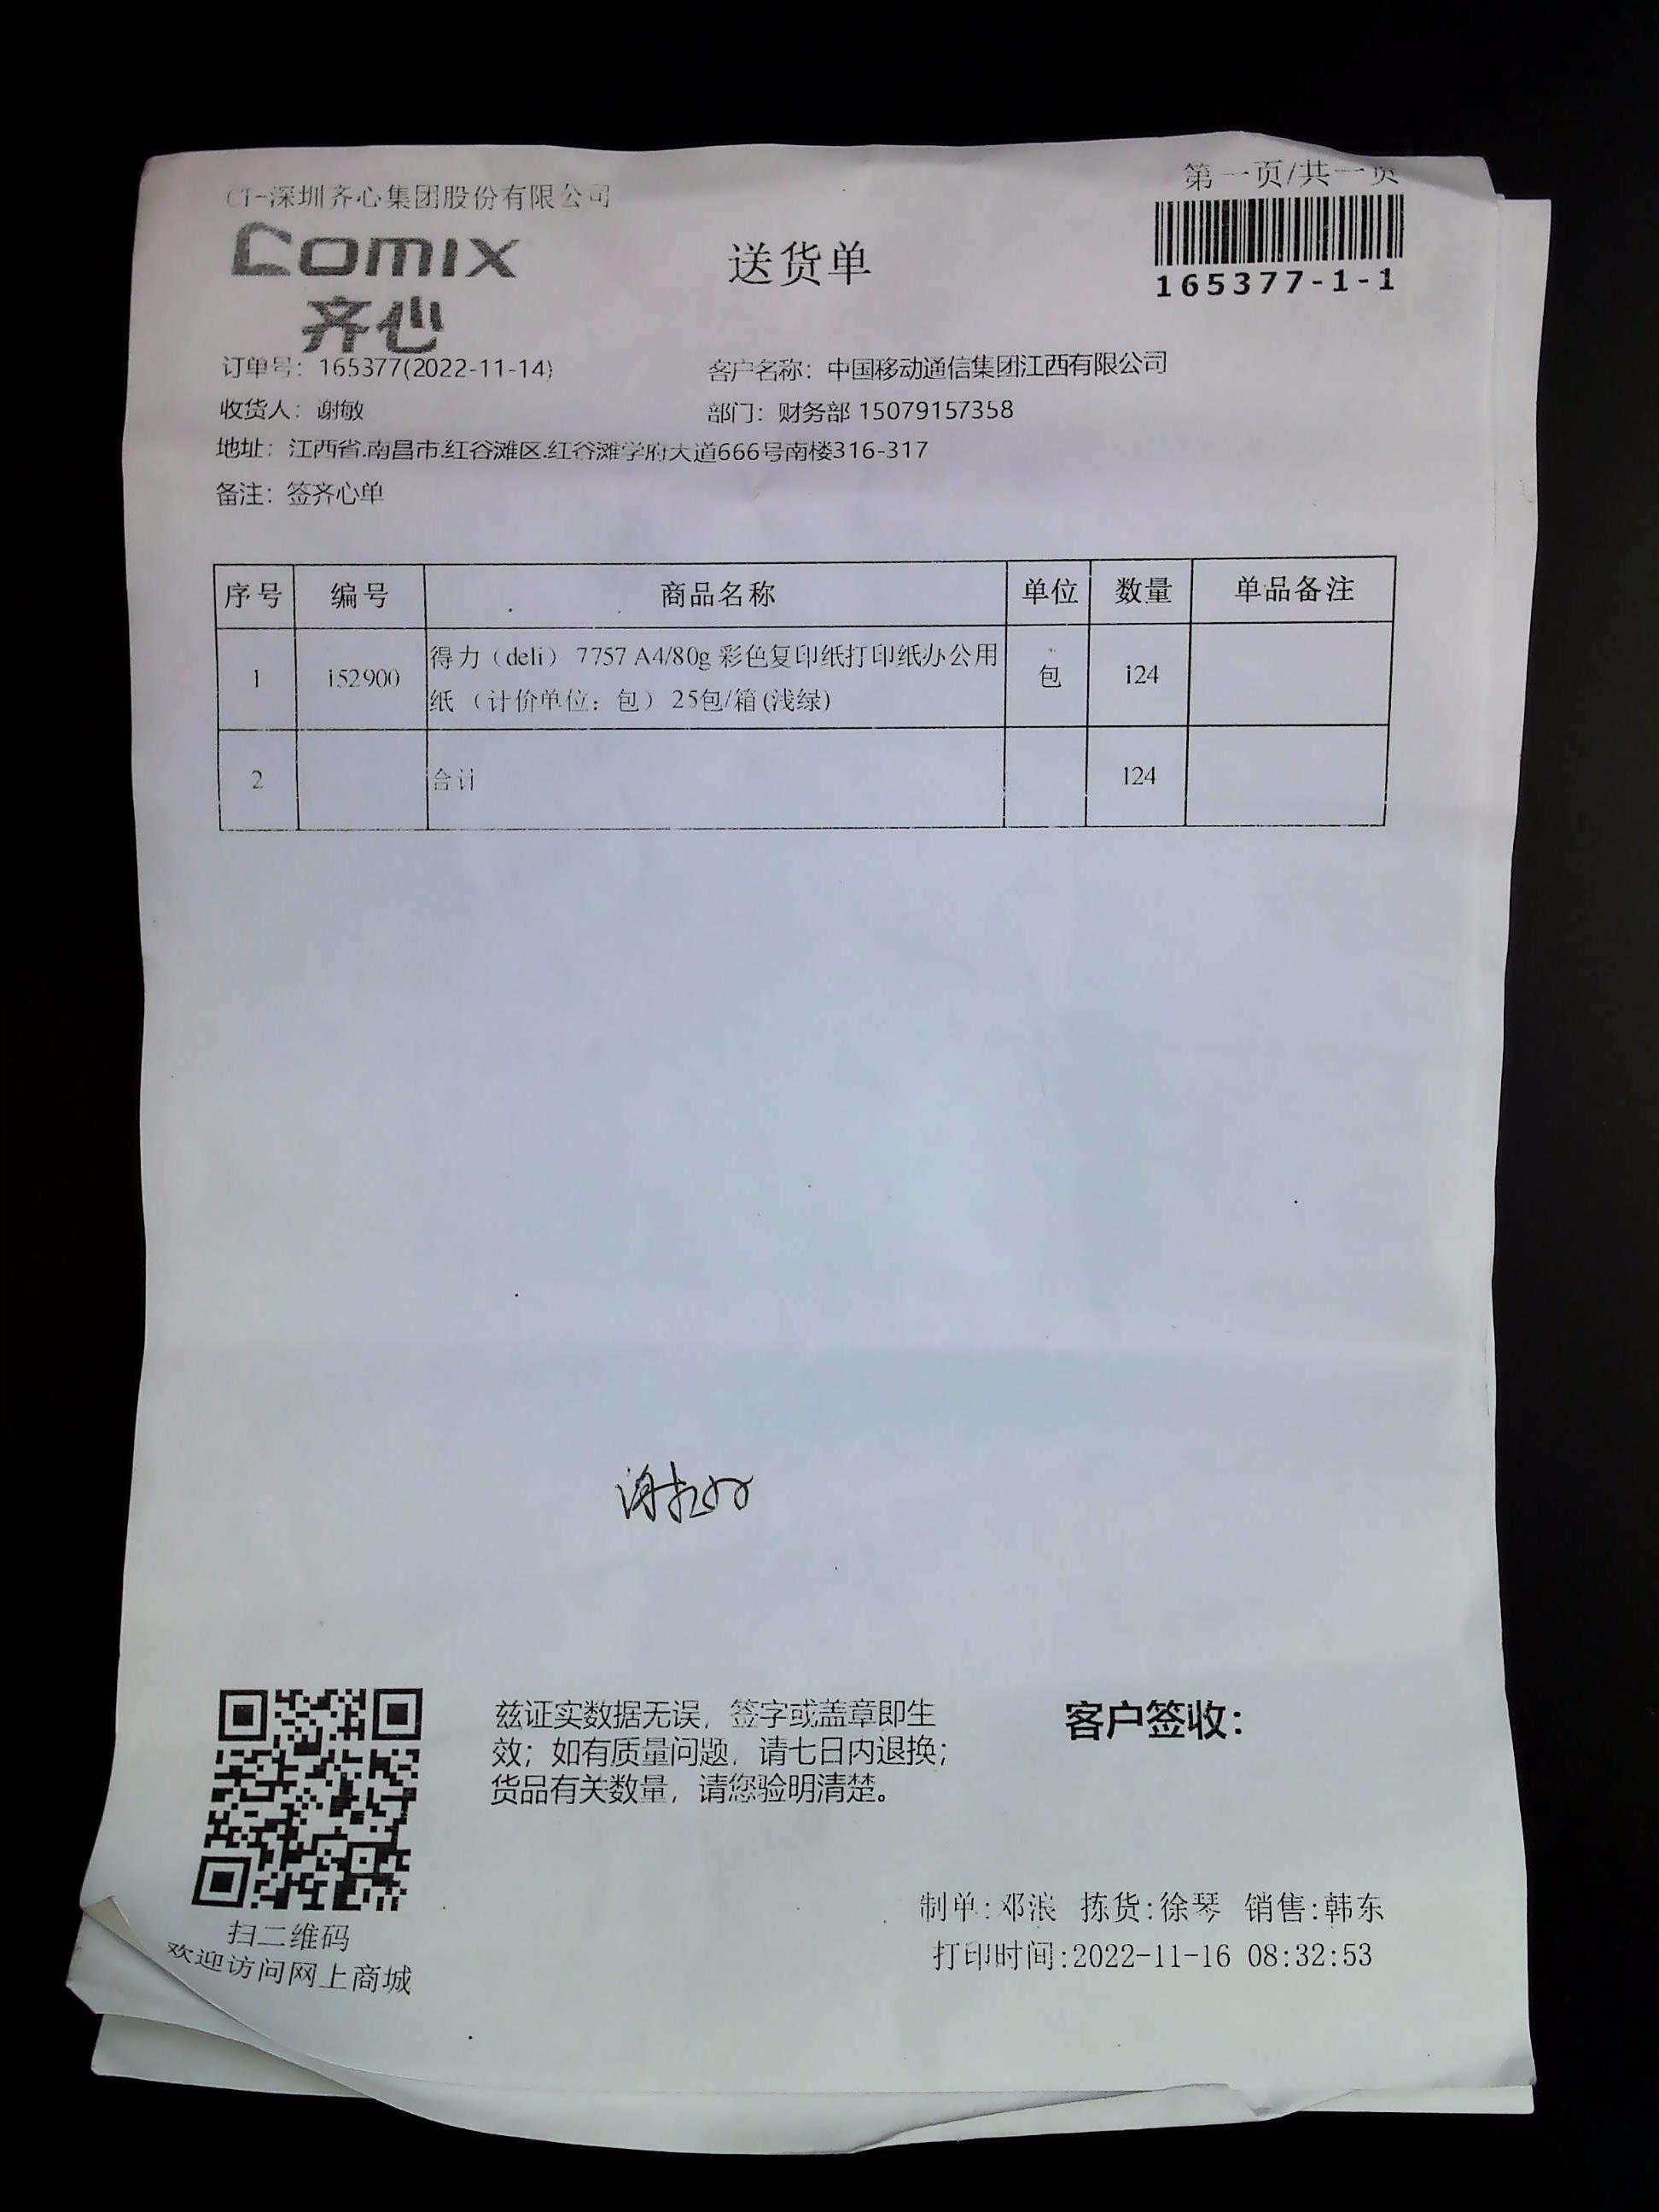 第一页/共一页
CT-深圳齐心集团股份有限公司
comix
齐心
送货单
165377-1-1
订单号：165377(2022-11-14) 客户名称：中国移动通信集团江西有限公司
收货人：谢敏 部门：财务部 15079157358
地址：江西省.南昌市.红谷滩区.红谷滩学府大道666号南楼316-317
备注：签齐心单
序号 编号 商品名称 单位 数量 单品备注
1 152900 得力（deli） 7757 A4/80g 彩色复印纸打印纸办公用 包 124
纸 （计价单位：包） 25包/箱 (浅绿)
2 合计 124
兹证实数据无误，签字或盖章即生
效；如有质量问题，请七日内退换；
货品有关数量，请您验明清楚。
客户签收：
扫二维码
欢迎访问网上商城
制单:邓浪 拣货:徐琴 销售:韩东
打印时间:2022-11-16 08:32:53